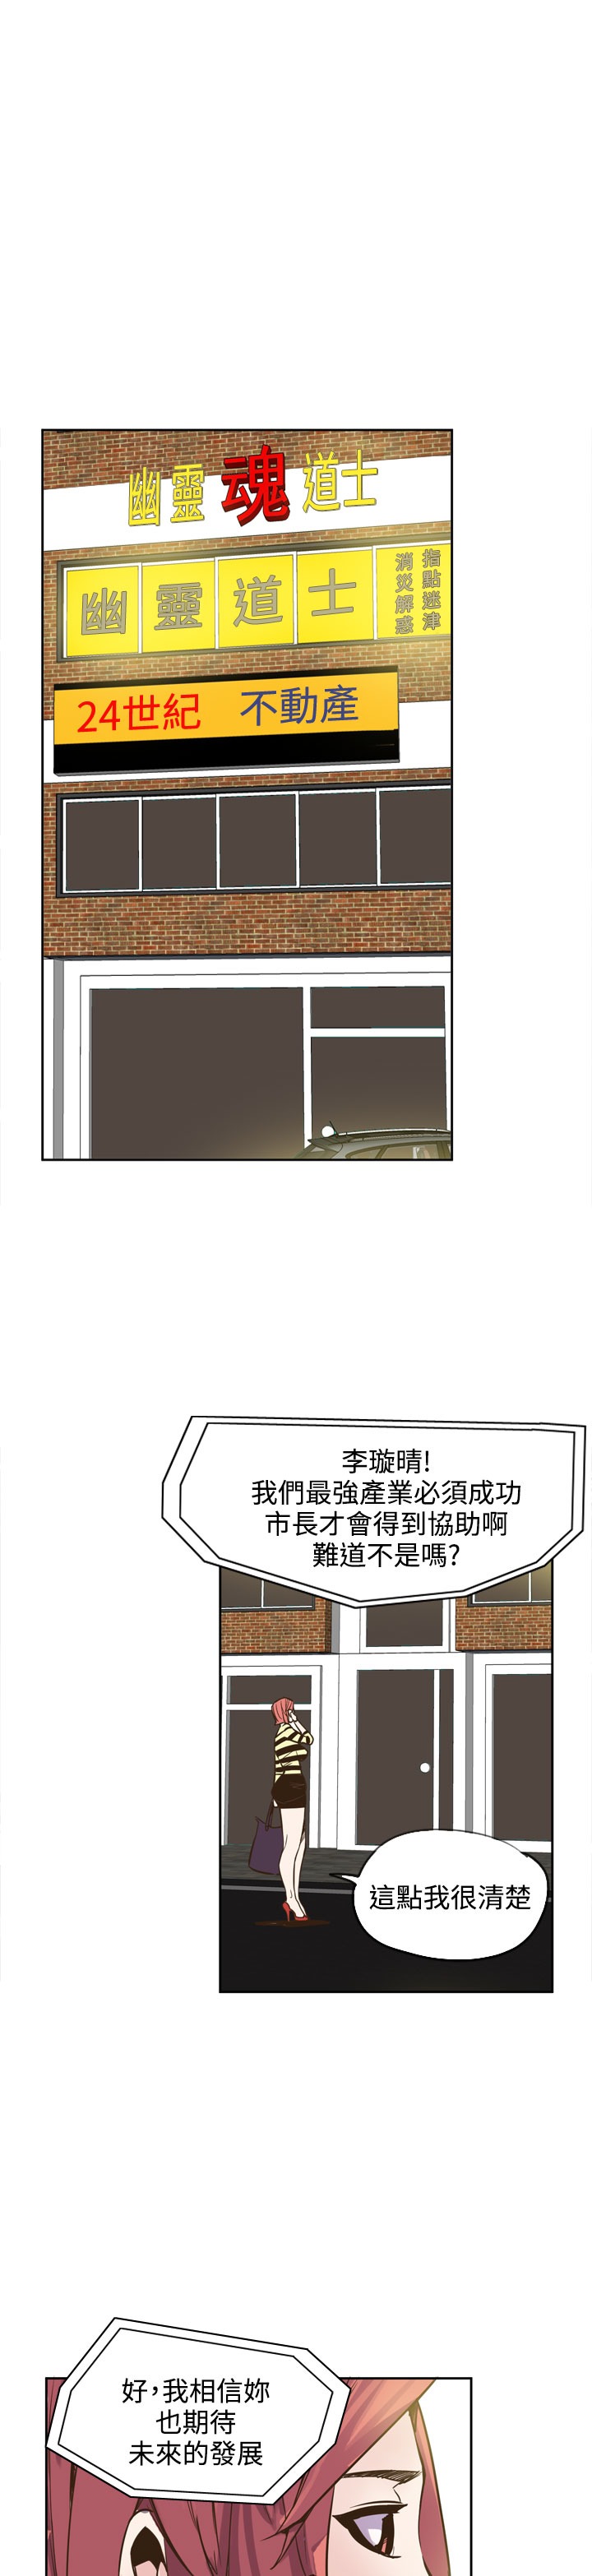 幽靈魂道士
幽靈道士
指點迷津
消災解惑
24世紀 不動產
李璇晴!
我們最強產業必須成功
市長才會得到協助啊
難道不是嗎?
這點我很清楚
好,我相信妳
也期待
未來的發展